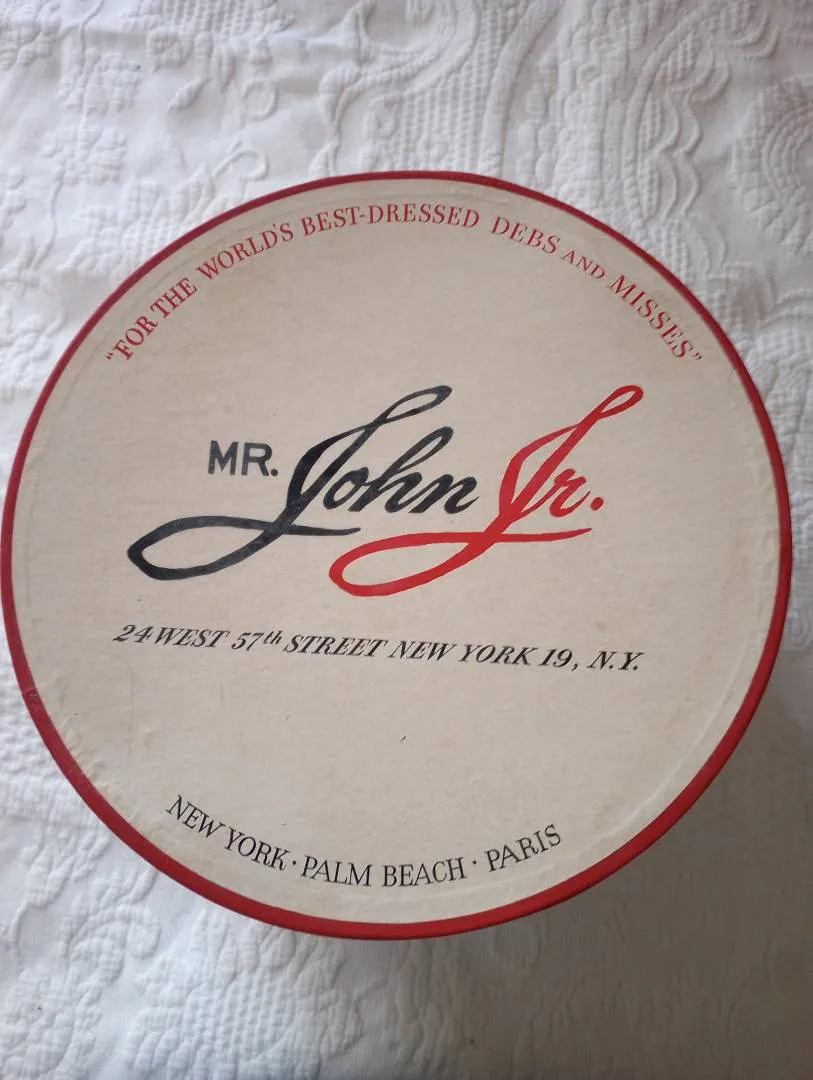 "FOR THE WORLD'S BEST-DRESSED DEBS AND MISSES"
MR. John Jr.
24 WEST 57th STREET NEW YORK 19, N.Y.
NEW YORK · PALM BEACH · PARIS